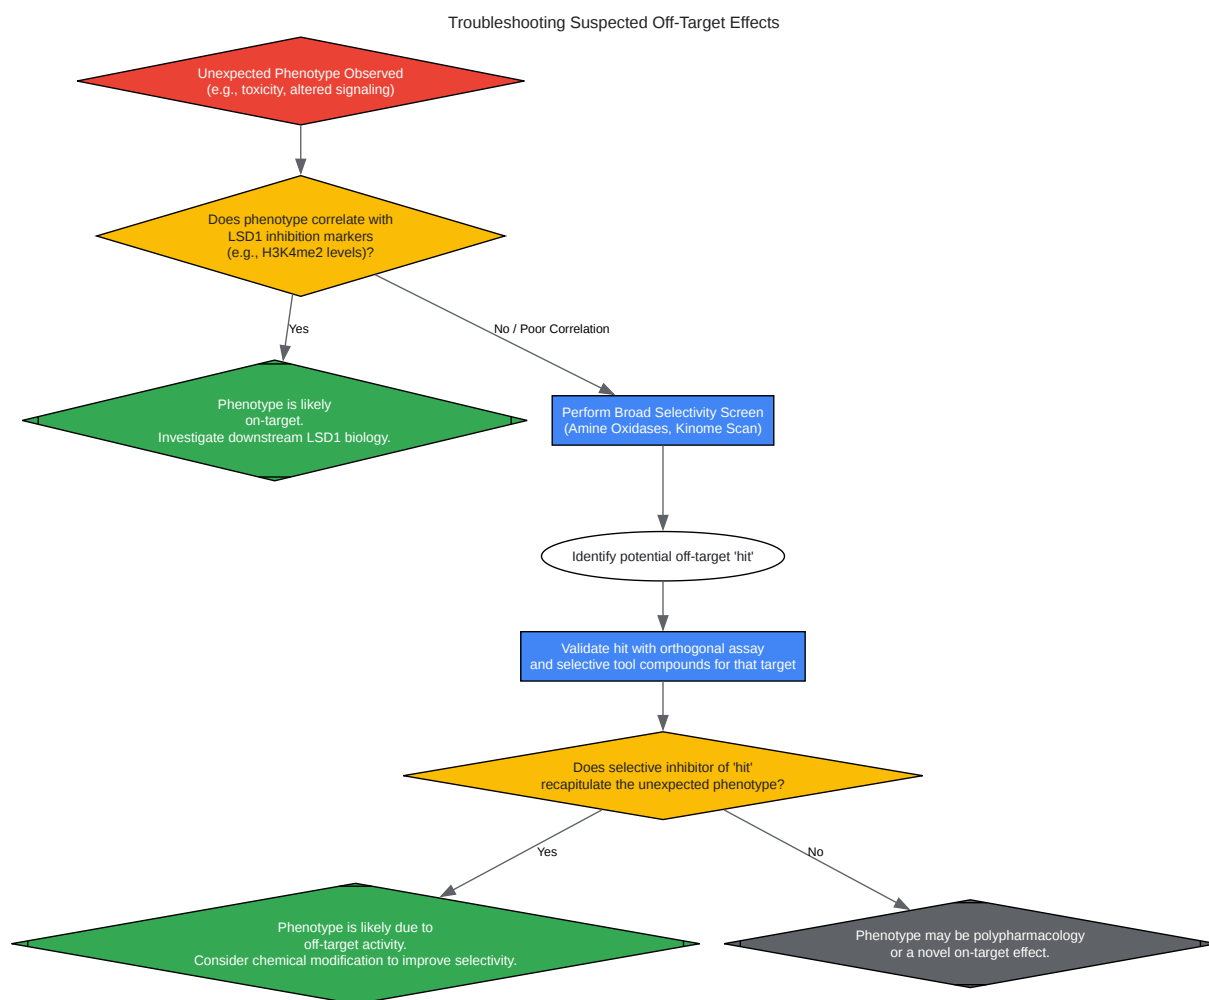 Troubleshooting Suspected Off-Target Effects
Unexpected Phenotype Observed
(e.g., toxicity, altered signaling)
Does phenotype correlate with
LSD1 inhibition markers
(e.g., H3K4me2 levels)?
Yes
No / Poor Correlation
Phenotype is likely
on-target.
Investigate downstream LSD1 biology.
Perform Broad Selectivity Screen
(Amine Oxidases, Kinome Scan)
Identify potential off-target 'hit'
Validate hit with orthogonal assay
and selective tool compounds for that target
Does selective inhibitor of 'hit'
recapitulate the unexpected phenotype?
Yes
No
Phenotype is likely due to
off-target activity.
Consider chemical modification to improve selectivity.
Phenotype may be polypharmacology
or a novel on-target effect.